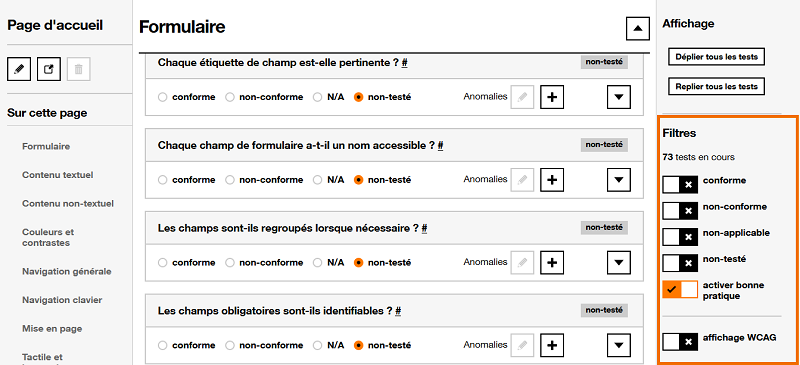 Page d'accueil
Sur cette page
Formulaire
Contenu textuel
Contenu non-textuel
Couleurs et
contrastes
Navigation générale
Navigation clavier
Mise en page
Tactile et
Formulaire
Chaque étiquette de champ est-elle pertinente ? #
non-testé
conforme non-conforme N/A non-testé Anomalies
Chaque champ de formulaire a-t-il un nom accessible ? #
non-testé
conforme non-conforme N/A non-testé Anomalies
Les champs sont-ils regroupés lorsque nécessaire ? #
non-testé
conforme non-conforme N/A non-testé Anomalies
Les champs obligatoires sont-ils identifiables ? #
non-testé
conforme non-conforme N/A non-testé Anomalies
Affichage
Déplier tous les tests
Replier tous les tests
Filtres
73 tests en cours
conforme
non-conforme
non-applicable
non-testé
activer bonne
pratique
affichage WCAG